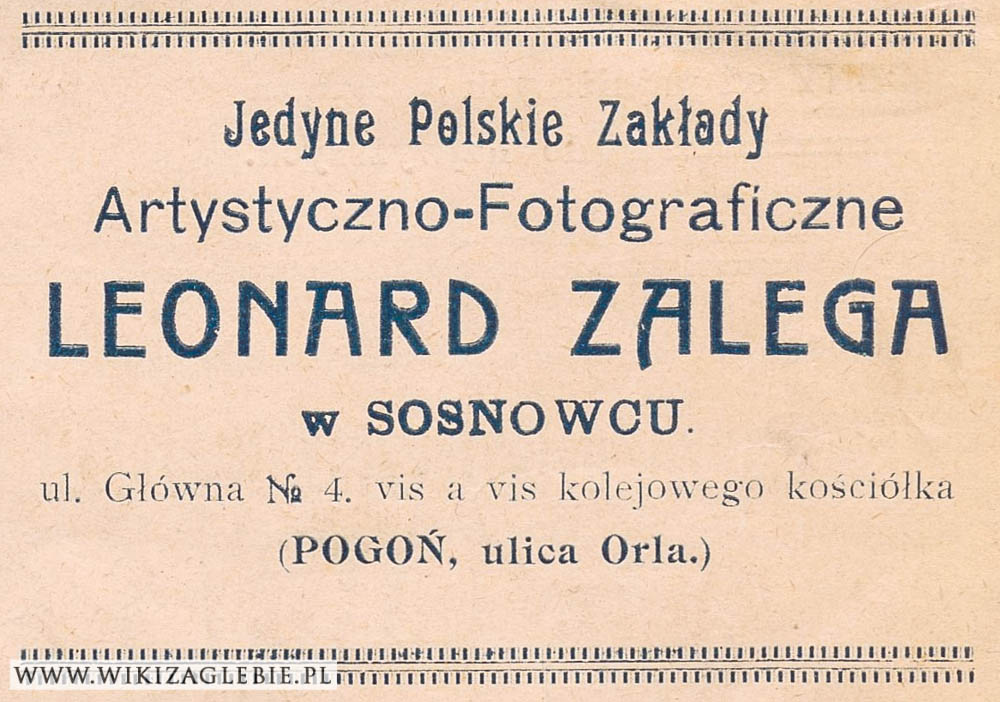 Jedyne Polskie Zakłady
Artystyczno-Fotograficzne
LEONARD ZALEGA
w SOSNOWCU.
ul. Główna № 4. vis a vis kolejowego kościółka
(POGOŃ, ulica Orla.)
WWW.WIKIZAGLEBIE.PL